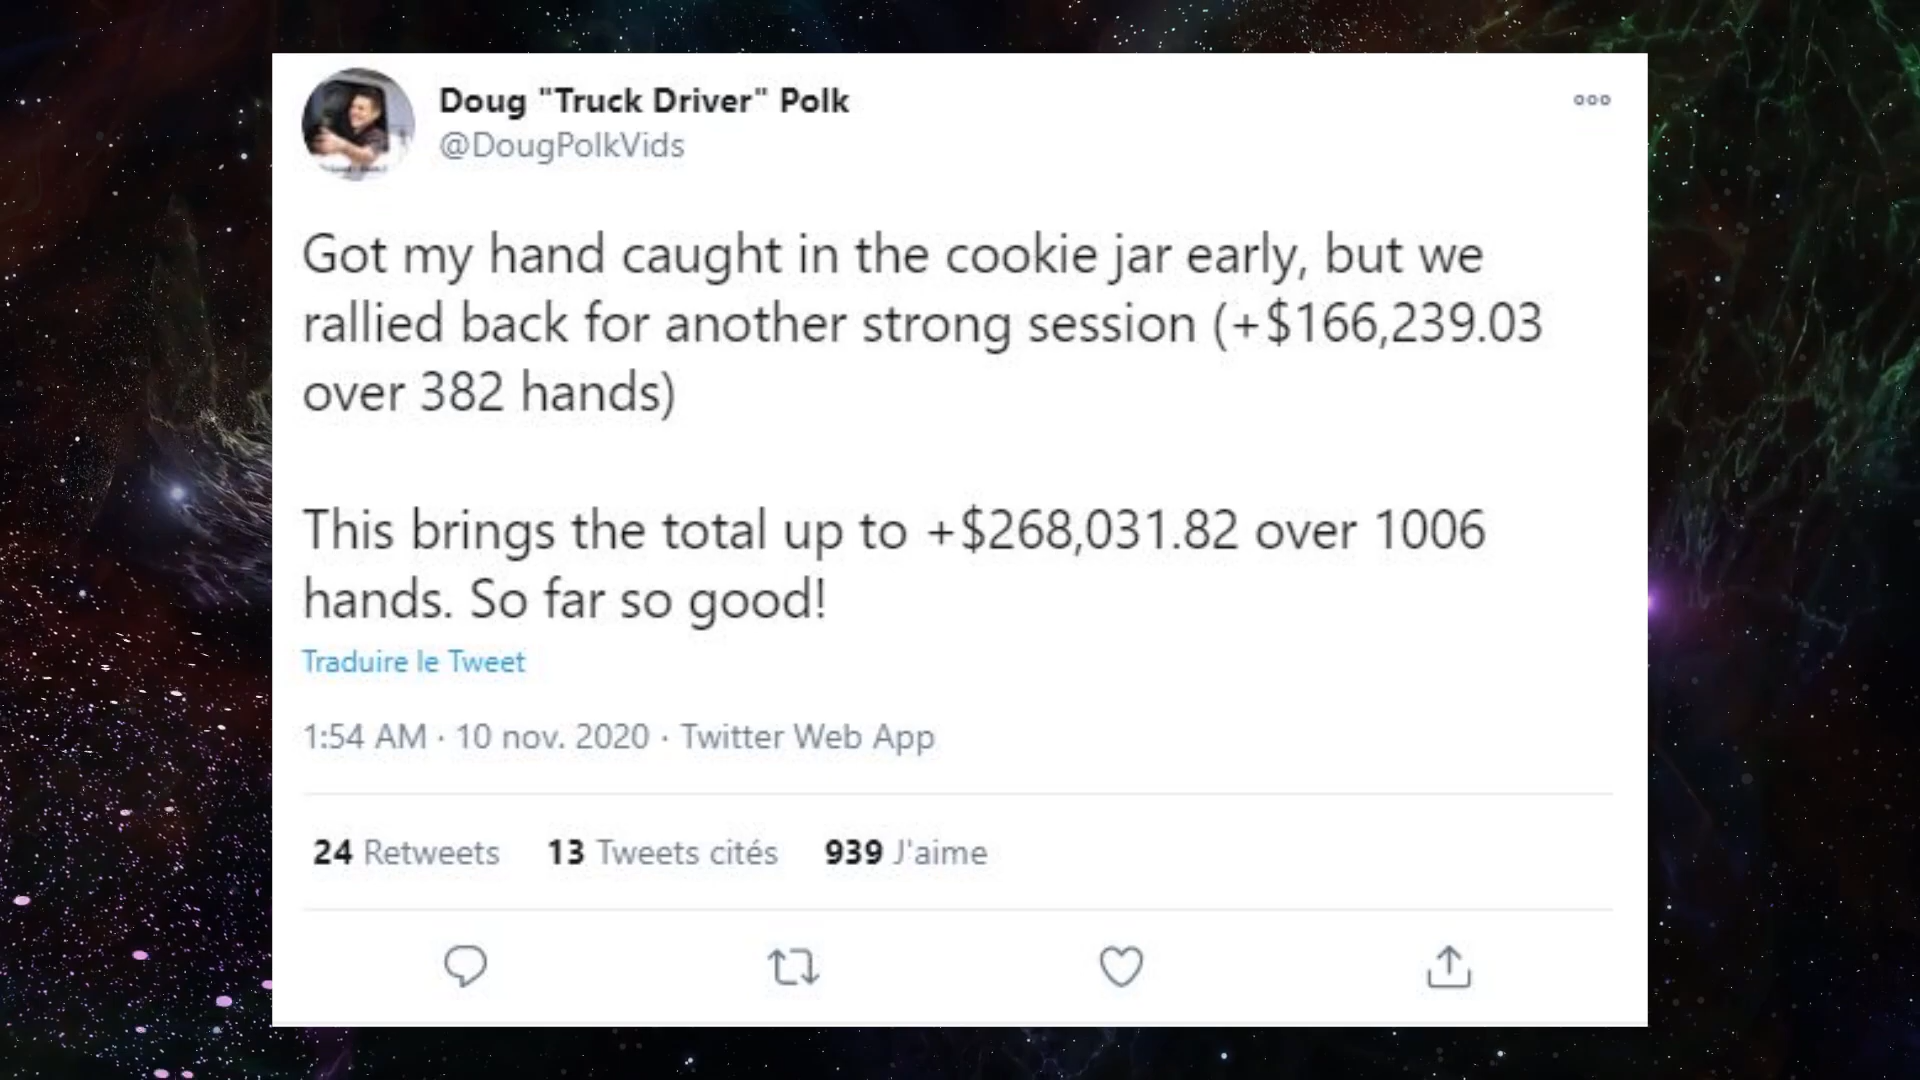 Doug "Truck Driver" Polk
@DougPolkVids
Got my hand caught in the cookie jar early, but we
rallied back for another strong session (+$166,239.03
over 382 hands)
This brings the total up to +$268,031.82 over 1006
hands. So far so good!
Traduire le Tweet
1:54 AM · 10 nov. 2020 · Twitter Web App
24 Retweets 13 Tweets cités 939 J'aime